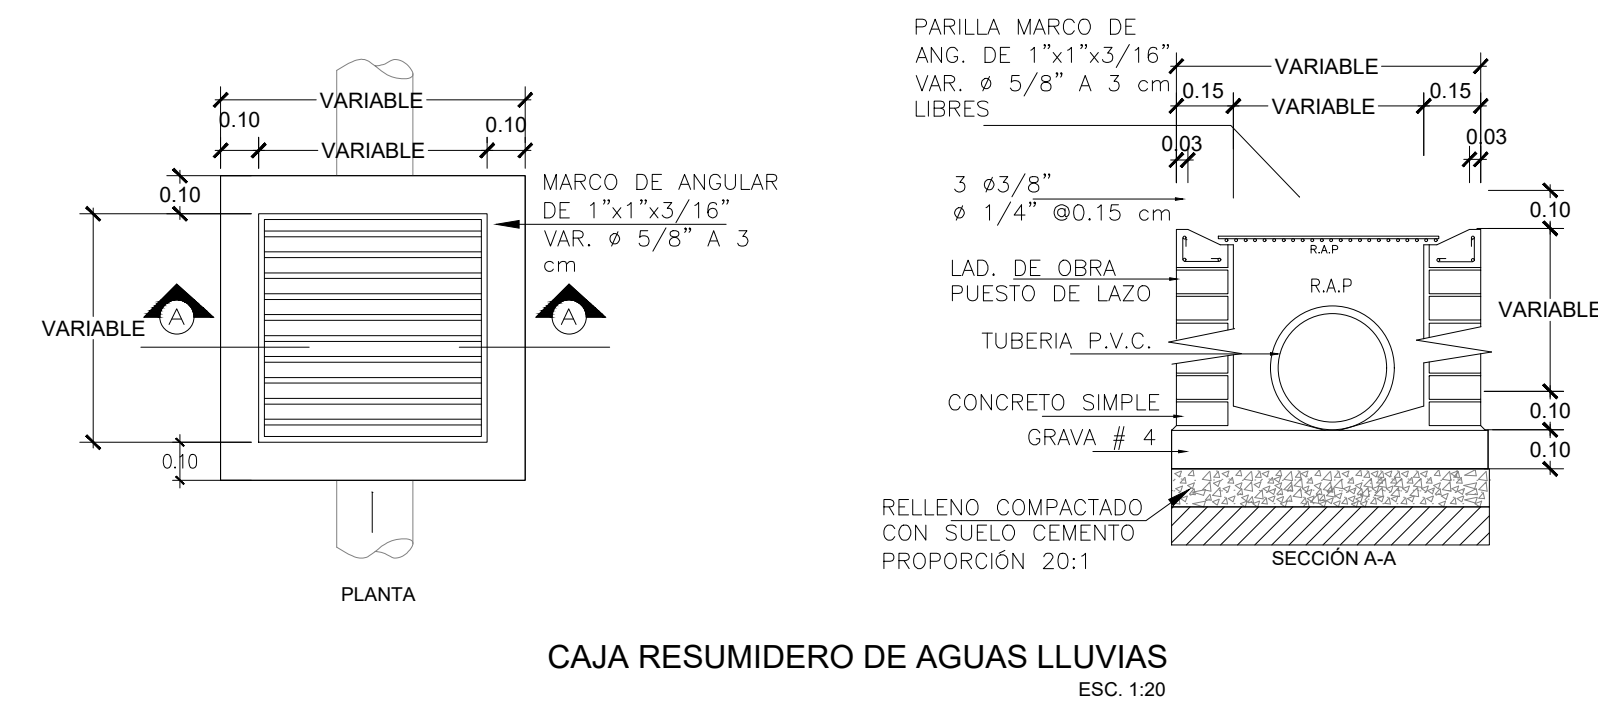 VARIABLE
0.10
0.10
VARIABLE
0.10
MARCO DE ANGULAR
DE 1"x1"x3/16"
VAR. ø 5/8" A 3
cm
A
A
VARIABLE
0.10
PLANTA
PARILLA MARCO DE
ANG. DE 1"x1"x3/16"
VAR. ø 5/8" A 3 cm
LIBRES
VARIABLE
0.15
VARIABLE
0.15
0.03
0.03
3 ø3/8"
ø 1/4" @0.15 cm
0.10
R.A.P
LAD. DE OBRA
PUESTO DE LAZO
R.A.P
VARIABLE
TUBERIA P.V.C.
CONCRETO SIMPLE
0.10
GRAVA # 4
0.10
RELLENO COMPACTADO
CON SUELO CEMENTO
PROPORCIÓN 20:1
SECCIÓN A-A
CAJA RESUMIDERO DE AGUAS LLUVIAS
ESC. 1:20